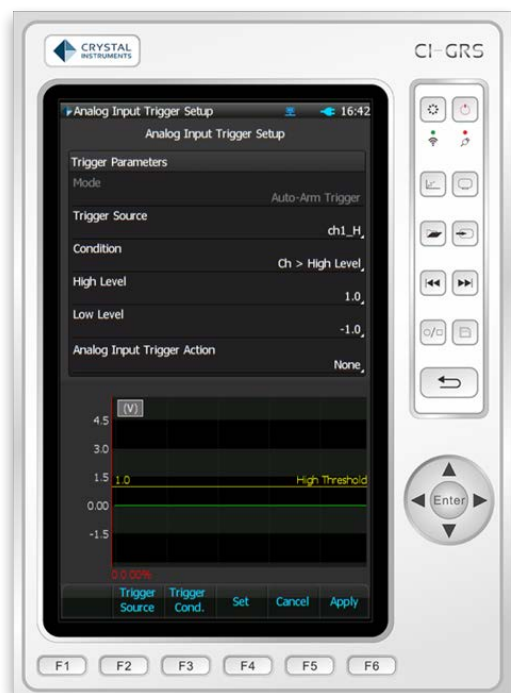 CRYSTAL
INSTRUMENTS
CI-GRS
Analog Input Trigger Setup 16:42
Analog Input Trigger Setup
Trigger Parameters
Mode
Auto-Arm Trigger
Trigger Source
ch1_H
Condition
Ch > High Level
High Level
1.0
Low Level
-1.0
Analog Input Trigger Action
None
(V)
4.5
3.0
1.5
1.0 High Threshold
0.00
-1.5
0 0.00%
Trigger Source
Trigger Cond.
Set
Cancel
Apply
Enter
F1 F2 F3 F4 F5 F6